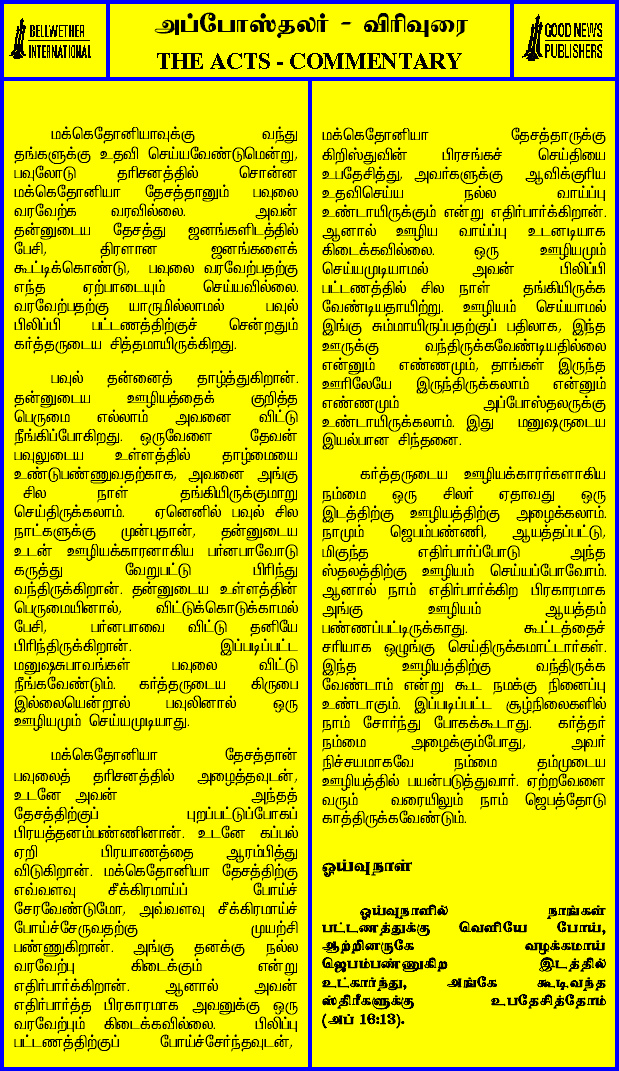 BELLWETHER
INTERNATIONAL
அப்போஸ்தலர் - விரிவுரை
THE ACTS - COMMENTARY
GOOD NEWS
PUBLISHERS
மக்கெதோனியாவுக்கு வந்து
தங்களுக்கு உதவி செய்யவேண்டுமென்று,
பவுலோடு தரிசனத்தில் சொன்ன
மக்கெதோனியா தேசத்தானும் பவுலை
வரவேற்க வரவில்லை. அவன்
தன்னுடைய தேசத்து ஜனங்களிடத்தில்
பேசி, திரளான ஜனங்களைக்
கூட்டிக்கொண்டு, பவுலை வரவேற்பதற்கு
எந்த ஏற்பாடையும் செய்யவில்லை.
வரவேற்பதற்கு யாருமில்லாமல் பவுல்
பிலிப்பி பட்டணத்திற்குச் சென்றதும்
கர்த்தருடைய சித்தமாயிருக்கிறது.
பவுல் தன்னைத் தாழ்த்துகிறான்.
தன்னுடைய ஊழியத்தைக் குறித்த
பெருமை எல்லாம் அவனை விட்டு
நீங்கிப்போகிறது. ஒருவேளை தேவன்
பவுலுடைய உள்ளத்தில் தாழ்மையை
உண்டுபண்ணுவதற்காக, அவனை அங்கு
சில நாள் தங்கியிருக்குமாறு
செய்திருக்கலாம். ஏனெனில் பவுல் சில
நாட்களுக்கு முன்புதான், தன்னுடைய
உடன் ஊழியக்காரனாகிய பர்னபாவோடு
கருத்து வேறுபட்டு பிரிந்து
வந்திருக்கிறான். தன்னுடைய உள்ளத்தின்
பெருமையினால், விட்டுக்கொடுக்காமல்
பேசி, பர்னபாவை விட்டு தனியே
பிரிந்திருக்கிறான். இப்படிப்பட்ட
மனுஷசுபாவங்கள் பவுலை விட்டு
நீங்கவேண்டும். கர்த்தருடைய கிருபை
இல்லையென்றால் பவுலினால் ஒரு
ஊழியமும் செய்யமுடியாது.
மக்கெதோனியா தேசத்தான்
பவுலைத் தரிசனத்தில் அழைத்தவுடன்,
உடனே அவன் அந்தத்
தேசத்திற்குப் புறப்பட்டுப்போகப்
பிரயத்தனம்பண்ணினான். உடனே கப்பல்
ஏறி பிரயாணத்தை ஆரம்பித்து
விடுகிறான். மக்கெதோனியா தேசத்திற்கு
எவ்வளவு சீக்கிரமாய்ப் போய்ச்
சேரவேண்டுமோ, அவ்வளவு சீக்கிரமாய்ச்
போய்ச்சேருவதற்கு முயற்சி
பண்ணுகிறான். அங்கு தனக்கு நல்ல
வரவேற்பு கிடைக்கும் என்று
எதிர்பார்க்கிறான். ஆனால் அவன்
எதிர்பார்த்த பிரகாரமாக அவனுக்கு ஒரு
வரவேற்பும் கிடைக்கவில்லை. பிலிப்பு
பட்டணத்திற்குப் போய்ச்சேர்ந்தவுடன்,
மக்கெதோனியா தேசத்தாருக்கு
கிறிஸ்துவின் பிரசங்கச் செய்தியை
உபதேசித்து, அவர்களுக்கு ஆவிக்குரிய
உதவிசெய்ய நல்ல வாய்ப்பு
உண்டாயிருக்கும் என்று எதிர்பார்க்கிறான்.
ஆனால் ஊழிய வாய்ப்பு உடனடியாக
கிடைக்கவில்லை. ஒரு ஊழியமும்
செய்யமுடியாமல் அவன் பிலிப்பி
பட்டணத்தில் சில நாள் தங்கியிருக்க
வேண்டியதாயிற்று. ஊழியம் செய்யாமல்
இங்கு சும்மாயிருப்பதற்குப் பதிலாக, இந்த
ஊருக்கு வந்திருக்கவேண்டியதில்லை
என்னும் எண்ணமும், தாங்கள் இருந்த
ஊரிலேயே இருந்திருக்கலாம் என்னும்
எண்ணமும் அப்போஸ்தலருக்கு
உண்டாயிருக்கலாம். இது மனுஷருடைய
இயல்பான சிந்தனை.
கர்த்தருடைய ஊழியக்காரர்களாகிய
நம்மை ஒரு சிலர் ஏதாவது ஒரு
இடத்திற்கு ஊழியத்திற்கு அழைக்கலாம்.
நாமும் ஜெபம்பண்ணி, ஆயத்தப்பட்டு,
மிகுந்த எதிர்பார்ப்போடு அந்த
ஸ்தலத்திற்கு ஊழியம் செய்யப்போவோம்.
ஆனால் நாம் எதிர்பார்க்கிற பிரகாரமாக
அங்கு ஊழியம் ஆயத்தம்
பண்ணப்பட்டிருக்காது. கூட்டத்தைச்
சரியாக ஒழுங்கு செய்திருக்கமாட்டார்கள்.
இந்த ஊழியத்திற்கு வந்திருக்க
வேண்டாம் என்று கூட நமக்கு நினைப்பு
உண்டாகும். இப்படிப்பட்ட சூழ்நிலைகளில்
நாம் சோர்ந்து போகக்கூடாது. கர்த்தர்
நம்மை அழைக்கும்போது, அவர்
நிச்சயமாகவே நம்மை தம்முடைய
ஊழியத்தில் பயன்படுத்துவார். ஏற்றவேளை
வரும் வரையிலும் நாம் ஜெபத்தோடு
காத்திருக்கவேண்டும்.
ஓய்வுநாள்
ஓய்வுநாளில் நாங்கள்
பட்டணத்துக்கு வெளியே போய்,
ஆற்றினருகே வழக்கமாய்
ஜெபம்பண்ணுகிற இடத்தில்
உட்கார்ந்து, அங்கே கூடிவந்த
ஸ்திரீகளுக்கு உபதேசித்தோம்
(அப் 16:13).